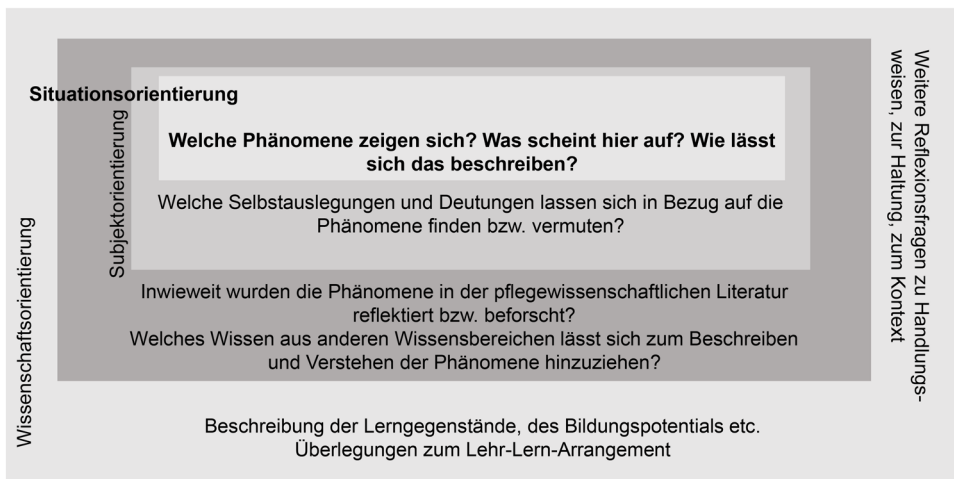 Situationsorientierung
Welche Phänomene zeigen sich? Was scheint hier auf? Wie lässt
sich das beschreiben?
Subjektorientierung
Welche Selbstauslegungen und Deutungen lassen sich in Bezug auf die
Phänomene finden bzw. vermuten?
Wissenschaftsorientierung
Inwieweit wurden die Phänomene in der pflegewissenschaftlichen Literatur
reflektiert bzw. beforscht?
Welches Wissen aus anderen Wissensbereichen lässt sich zum Beschreiben
und Verstehen der Phänomene hinzuziehen?
Beschreibung der Lerngegenstände, des Bildungspotentials etc.
Überlegungen zum Lehr-Lern-Arrangement
Weitere Reflexionsfragen zu Handlungs-
weisen, zur Haltung, zum Kontext